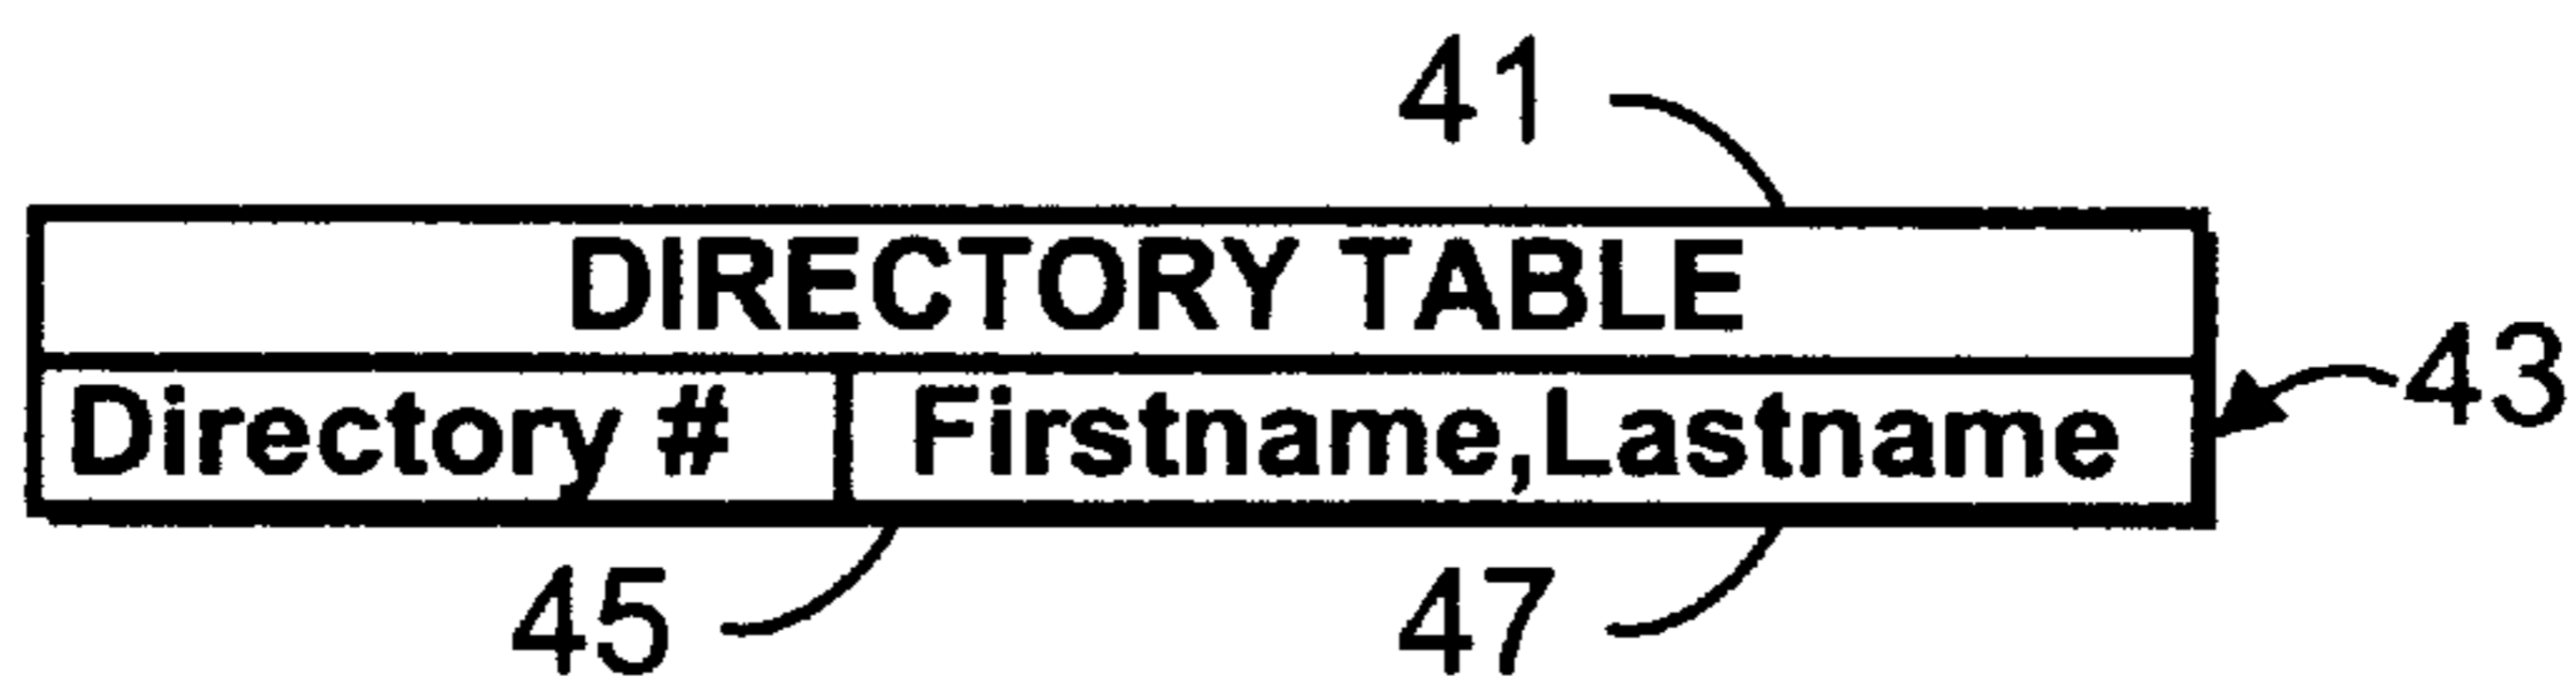 41
DIRECTORY TABLE
Directory # Firstname,Lastname 43
45 47